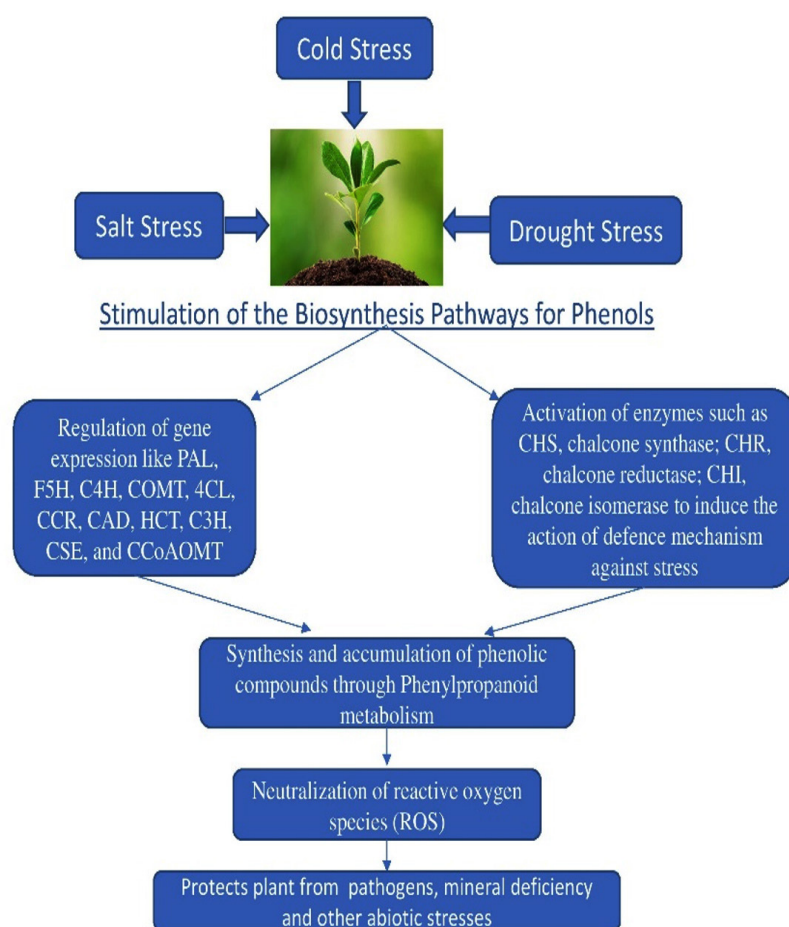 Cold Stress
Salt Stress
Drought Stress
Stimulation of the Biosynthesis Pathways for Phenols
Regulation of gene
expression like PAL,
F5H, C4H, COMT, 4CL,
CCR, CAD, HCT, C3H,
CSE, and CCoAOMT
Activation of enzymes such as
CHS, chalcone synthase; CHR,
chalcone reductase; CHI,
chalcone isomerase to induce the
action of defence mechanism
against stress
Synthesis and accumulation of phenolic
compounds through Phenylpropanoid
metabolism
Neutralization of reactive oxygen
species (ROS)
Protects plant from pathogens, mineral deficiency
and other abiotic stresses